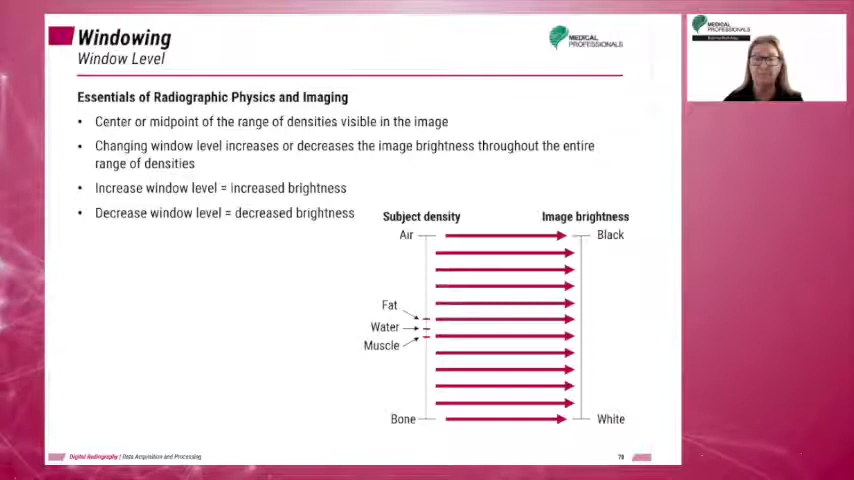 Windowing
Window Level
MEDICAL
PROFESSIONALS
MEDICAL
PROFESSIONALS
Essentials of Radiographic Physics and Imaging
• Center or midpoint of the range of densities visible in the image
• Changing window level increases or decreases the image brightness throughout the entire
range of densities
• Increase window level = increased brightness
• Decrease window level = decreased brightness
Subject density
Image brightness
Air
Black
Fat
Water
Muscle
Bone
White
Digital Radiography | Data Acquisition and Processing
78